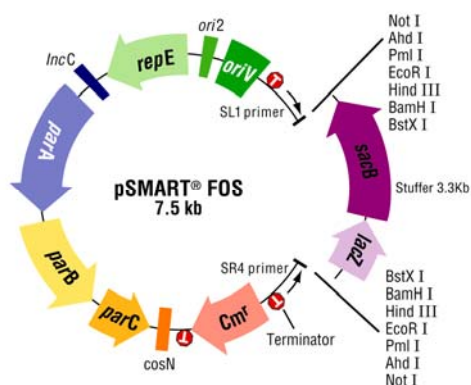 ori2
IncC
repE
oriV
T
SL1 primer
Not I
Ahd I
Pml I
EcoR I
Hind III
BamH I
BstX I
parA
pSMART® FOS
7.5 kb
sacB
Stuffer 3.3Kb
lacZ
parB
parC
cosN
T
Cmr
T
SR4 primer
Terminator
BstX I
BamH I
Hind III
EcoR I
Pml I
Ahd I
Not I